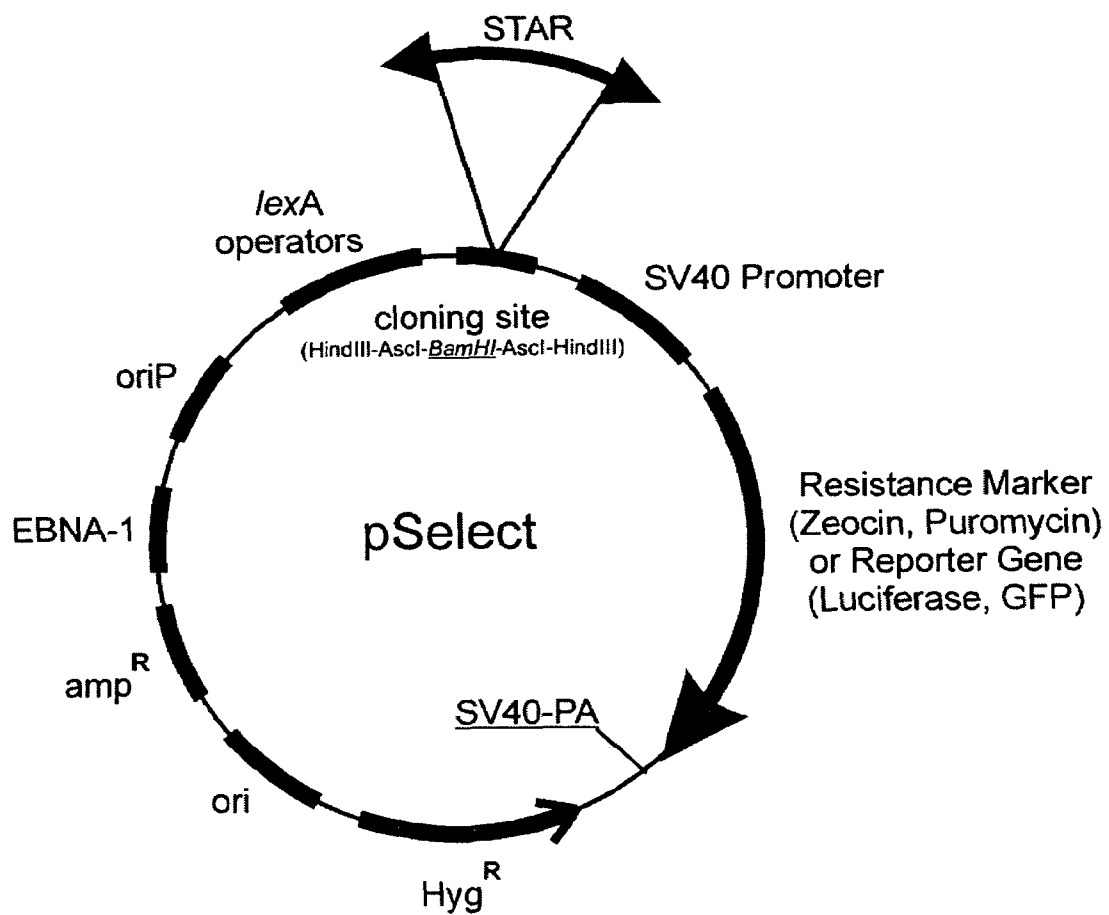 STAR
lexA
operators
SV40 Promoter
cloning site
(HindIII-AscI-BamHI-AscI-HindIII)
oriP
Resistance Marker
(Zeocin, Puromycin)
or Reporter Gene
(Luciferase, GFP)
EBNA-1
pSelect
ampR
SV40-PA
ori
HygR